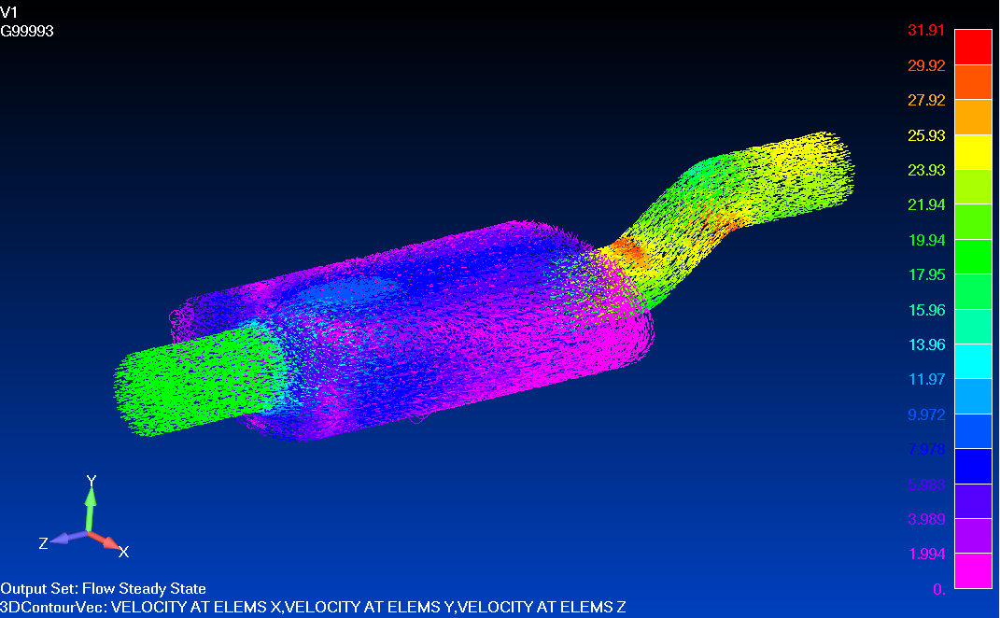 V1
G99993
31.91
29.92
27.92
25.93
23.93
21.94
19.94
17.95
15.96
13.96
11.97
9.972
7.978
5.983
3.989
1.994
0.
Y
Z
X
Output Set: Flow Steady State
3DContourVec: VELOCITY AT ELEMS X,VELOCITY AT ELEMS Y,VELOCITY AT ELEMS Z